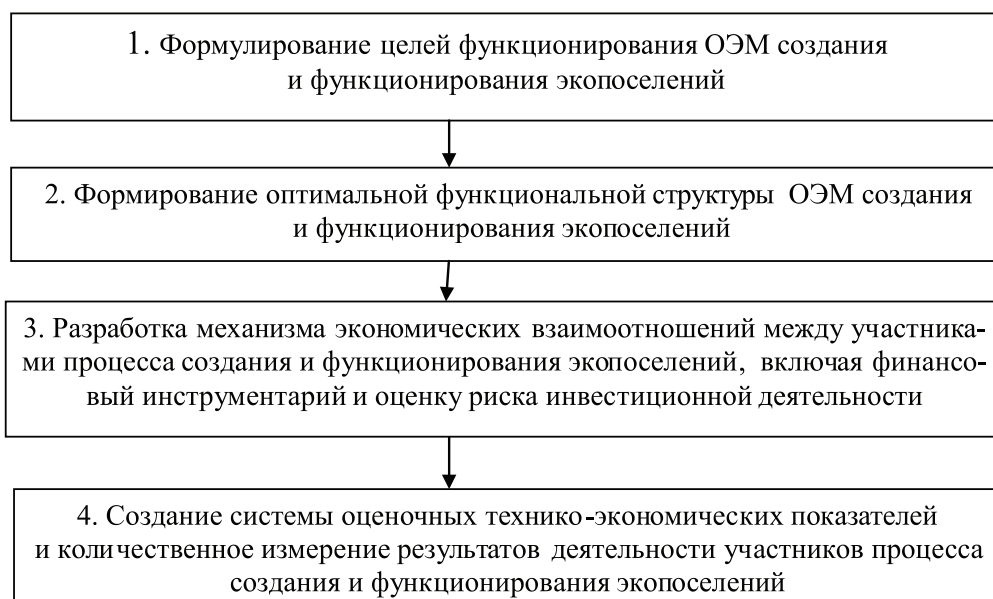 1. Формулирование целей функционирования ОЭМ создания
и функционирования экопоселений
2. Формирование оптимальной функциональной структуры ОЭМ создания
и функционирования экопоселений
3. Разработка механизма экономических взаимоотношений между участника-
ми процесса создания и функционирования экопоселений, включая финансо-
вый инструментарий и оценку риска инвестиционной деятельности
4. Создание системы оценочных технико-экономических показателей
и количественное измерение результатов деятельности участников процесса
создания и функционирования экопоселений